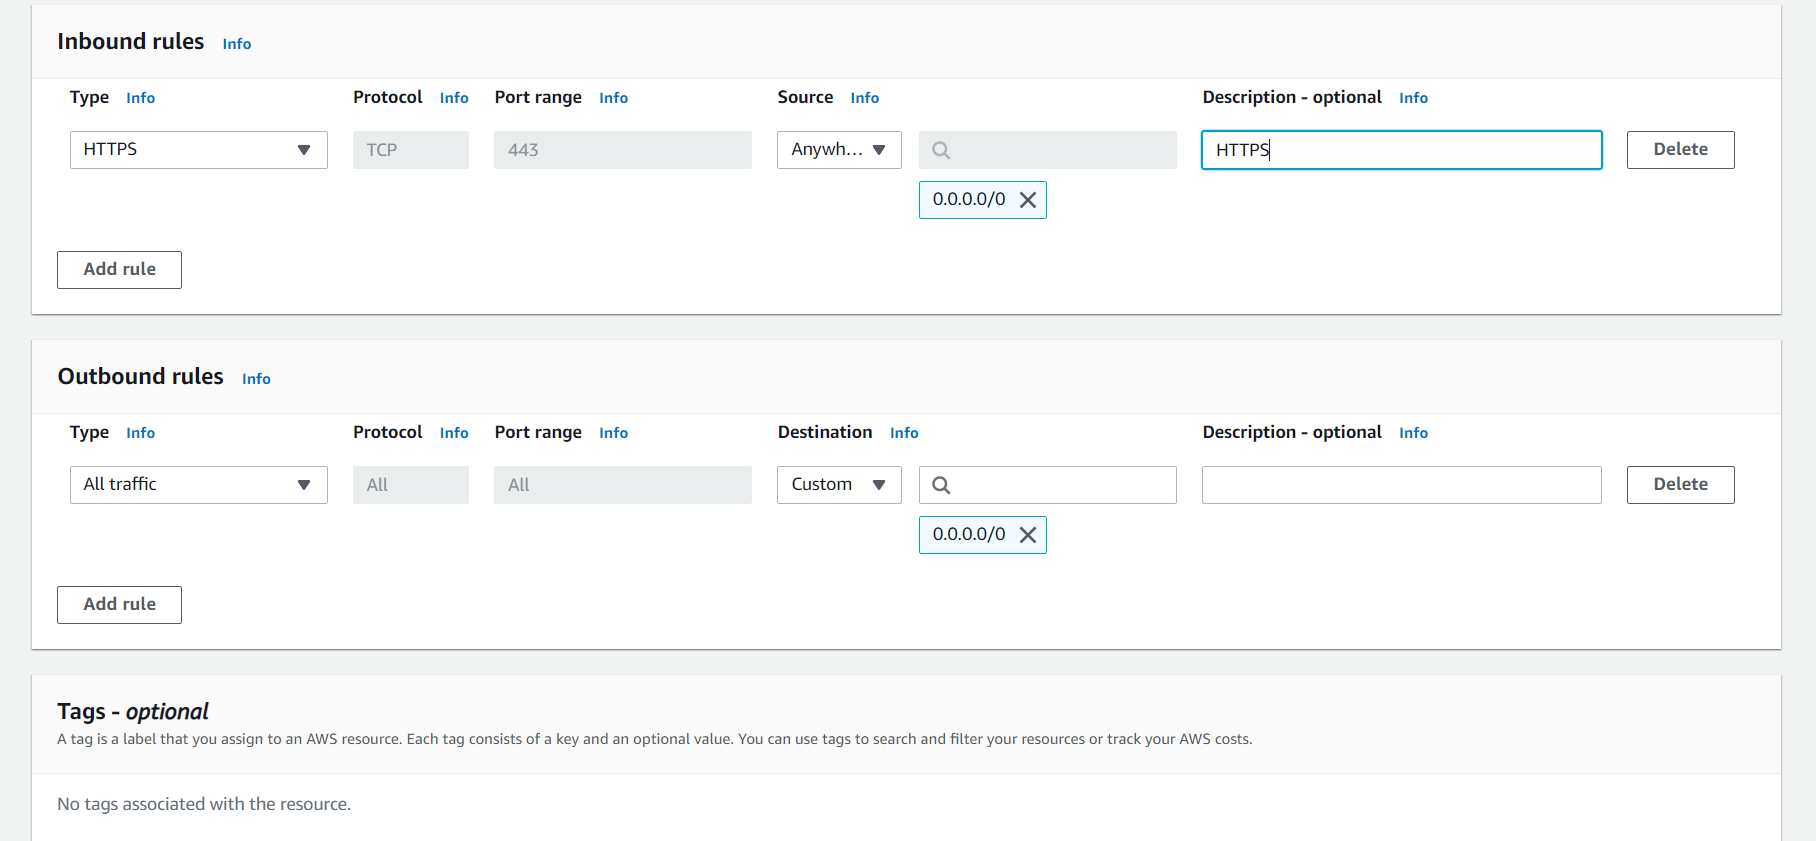 Inbound rules Info
Type Info Protocol Info Port range Info Source Info Description - optional Info
HTTPS TCP 443 Anywh... HTTPS Delete
0.0.0.0/0
Add rule
Outbound rules Info
Type Info Protocol Info Port range Info Destination Info Description - optional Info
All traffic All All Custom Delete
0.0.0.0/0
Add rule
Tags - optional
A tag is a label that you assign to an AWS resource. Each tag consists of a key and an optional value. You can use tags to search and filter your resources or track your AWS costs.
No tags associated with the resource.